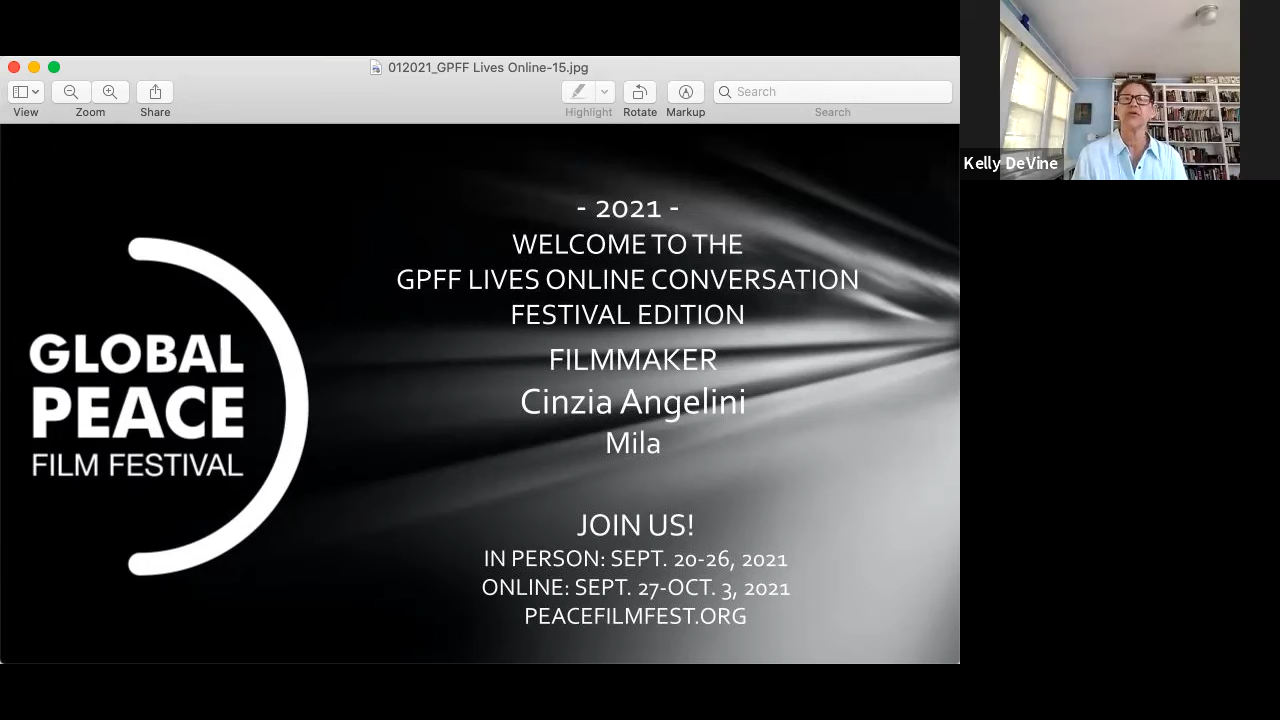 012021_GPFF Lives Online-15.jpg
View
Zoom
Share
Highlight
Rotate
Markup
Search
Search
GLOBAL
PEACE
FILM FESTIVAL
- 2021 -
WELCOME TO THE
GPFF LIVES ONLINE CONVERSATION
FESTIVAL EDITION
FILMMAKER
Cinzia Angelini
Mila
JOIN US!
IN PERSON: SEPT. 20-26, 2021
ONLINE: SEPT. 27-OCT. 3, 2021
PEACEFILMFEST.ORG
Kelly DeVine